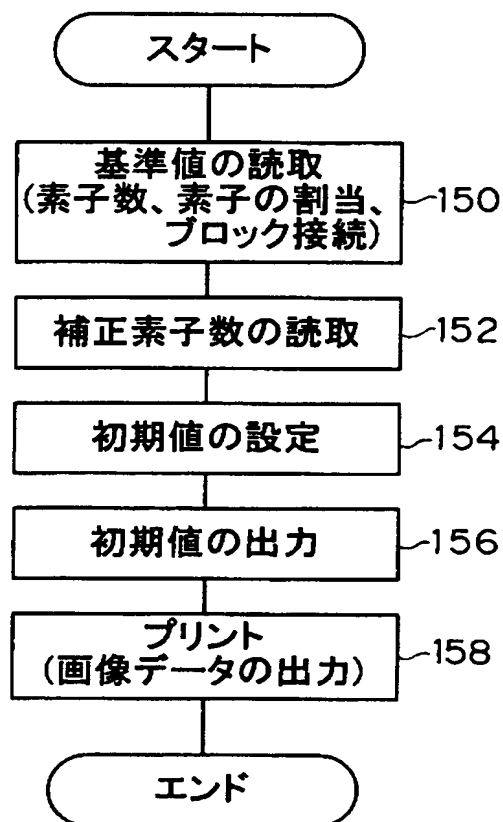 スタート
基準値の読取
(素子数、素子の割当、
ブロック接続)
150
補正素子数の読取
152
初期値の設定
154
初期値の出力
156
プリント
(画像データの出力)
158
エンド